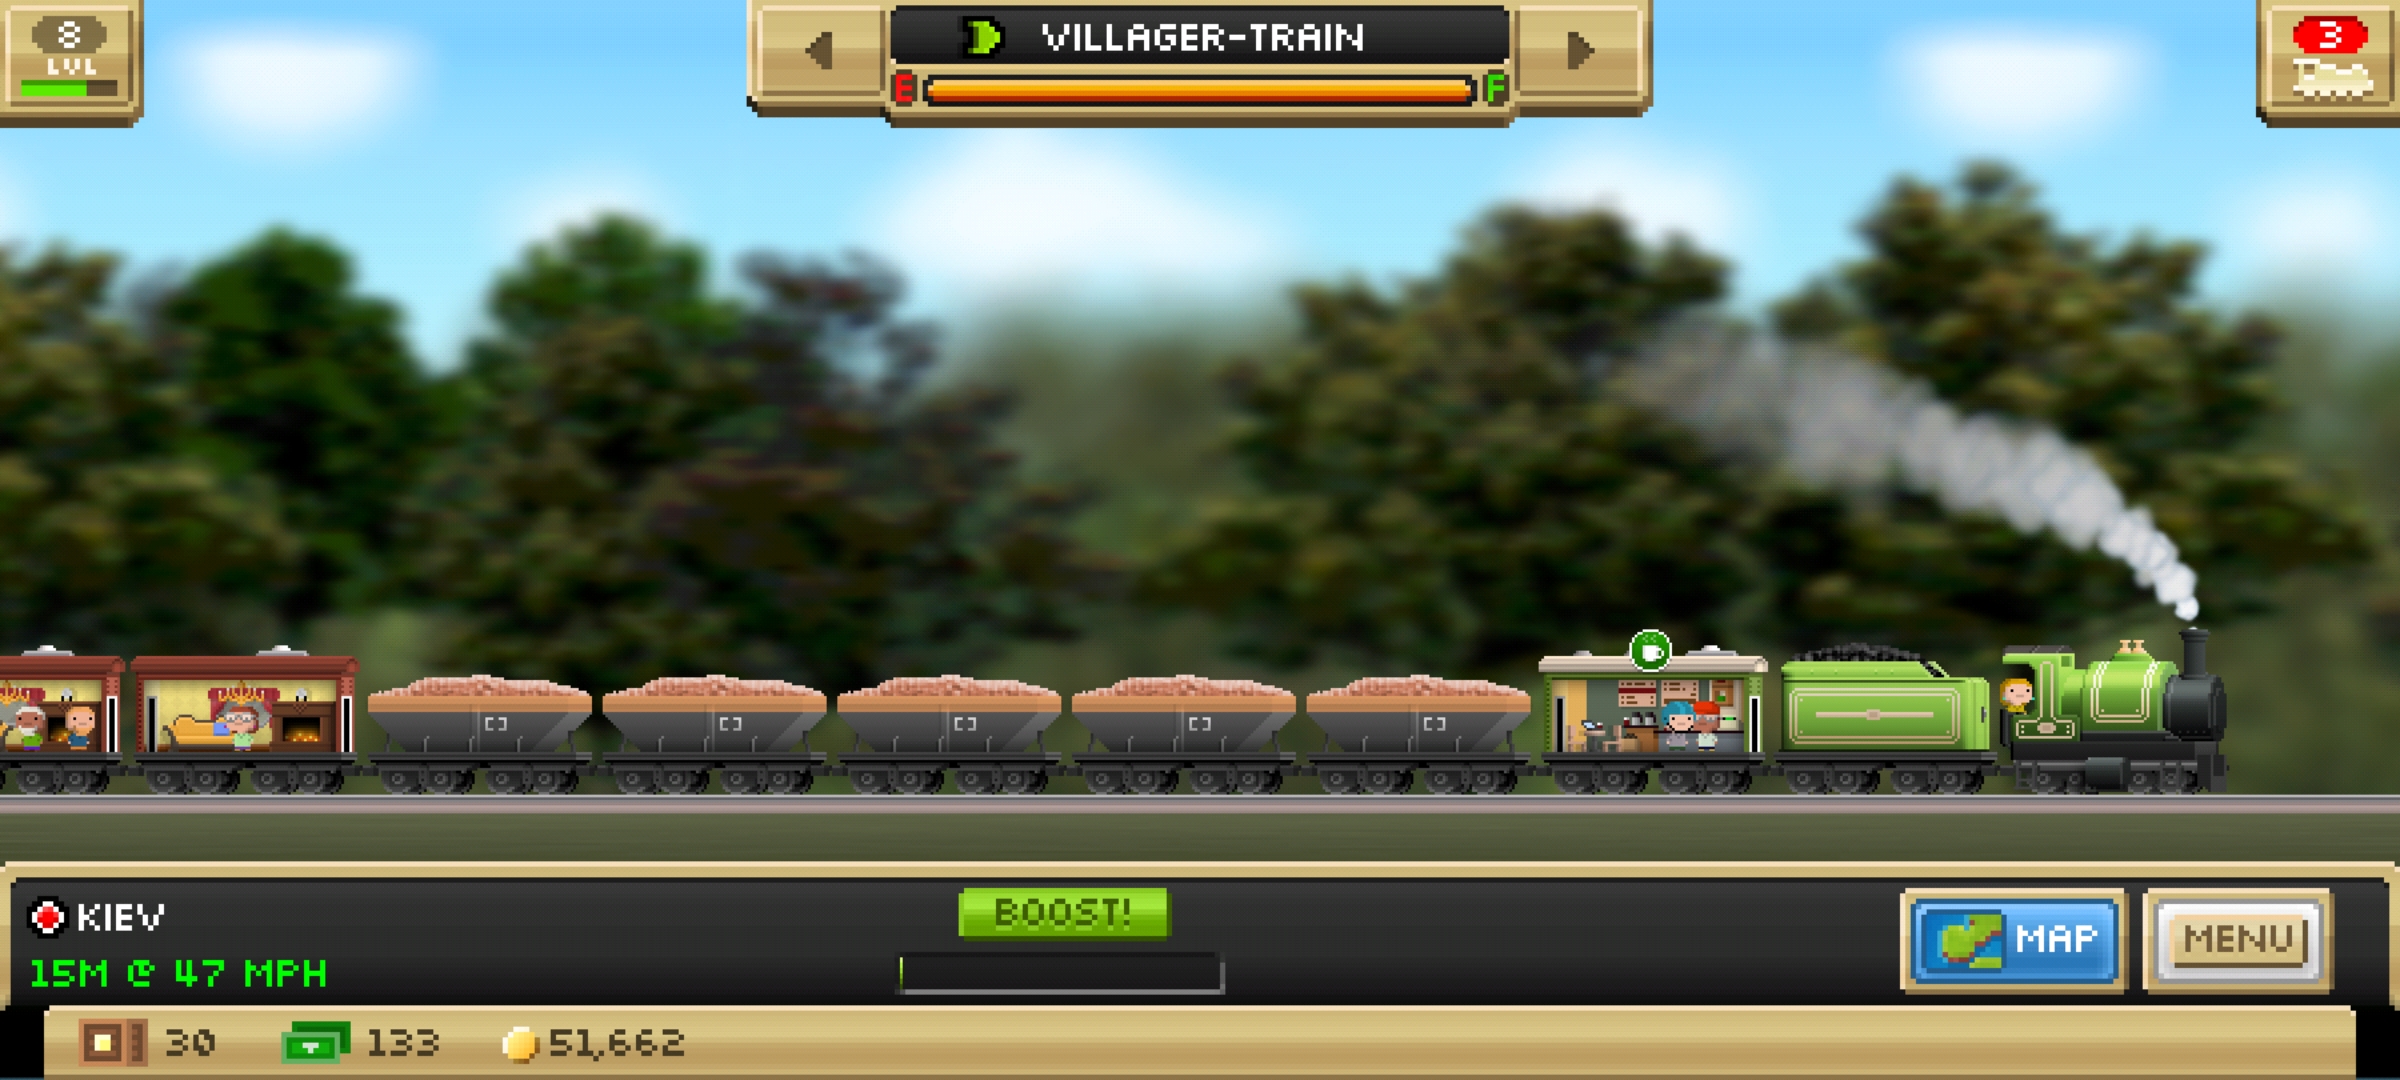 8
LVL
VILLAGER-TRAIN
E F
3
KIEV
15M @ 47 MPH
BOOST!
MAP
MENU
30 133 51,662